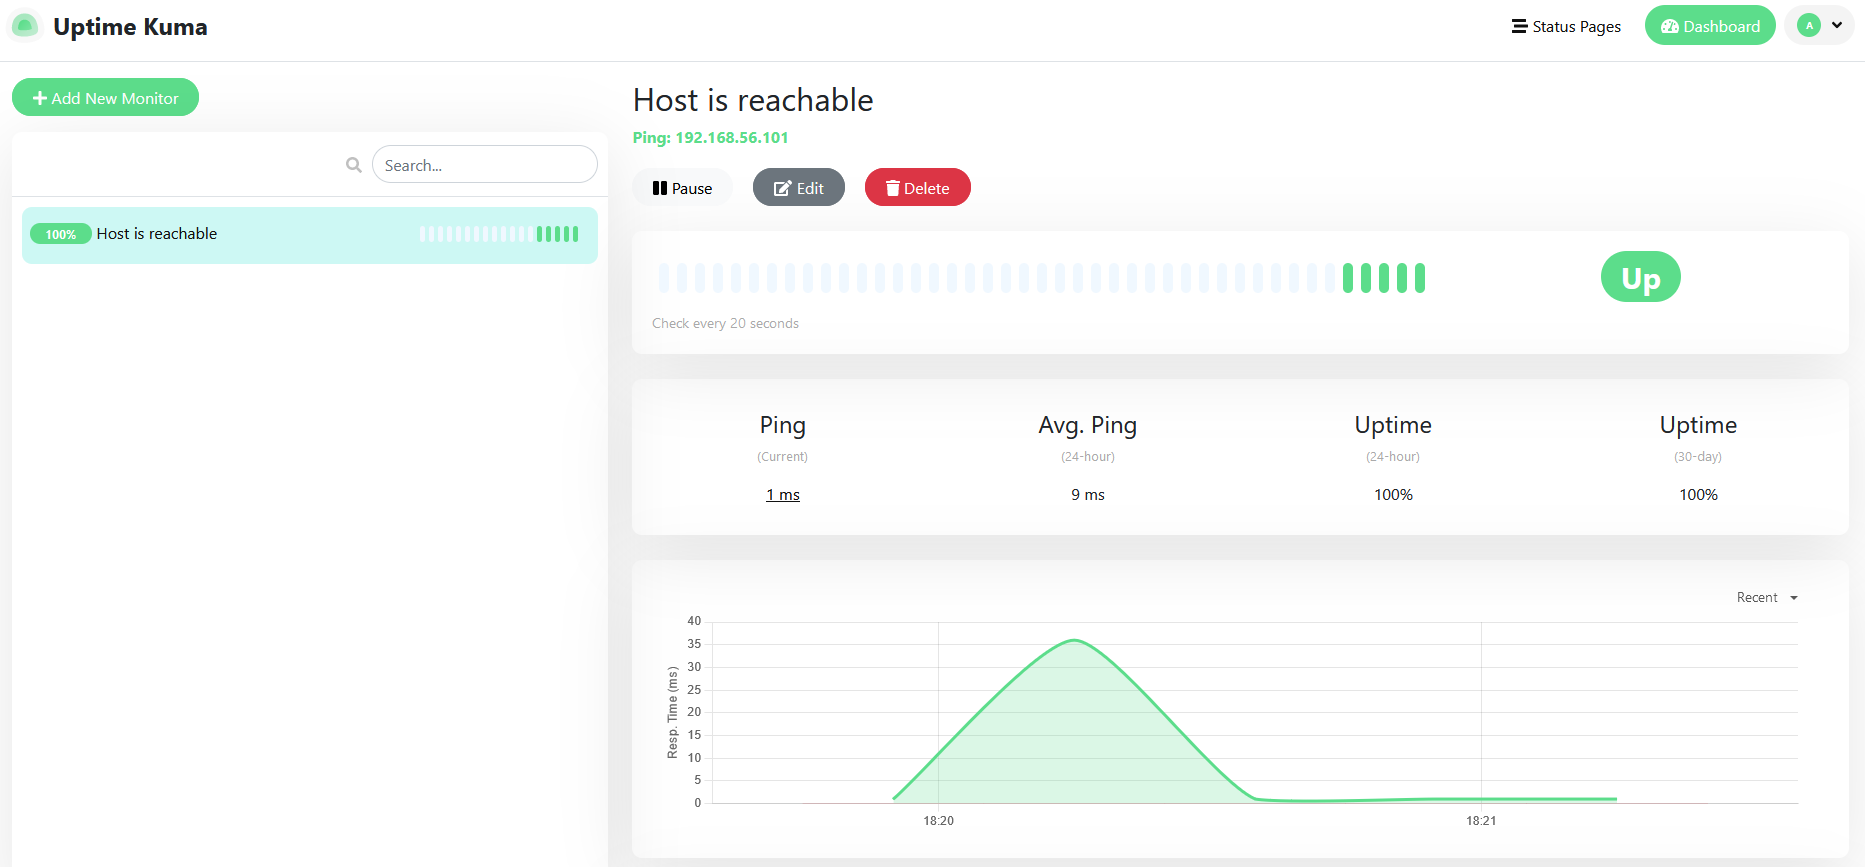 Uptime Kuma
Status Pages
Dashboard
A
Add New Monitor
Search...
100% Host is reachable
Host is reachable
Ping: 192.168.56.101
Pause
Edit
Delete
Up
Check every 20 seconds
Ping
(Current)
1 ms
Avg. Ping
(24-hour)
9 ms
Uptime
(24-hour)
100%
Uptime
(30-day)
100%
Recent
Resp. Time (ms)
40
35
30
25
20
15
10
5
0
18:20
18:21